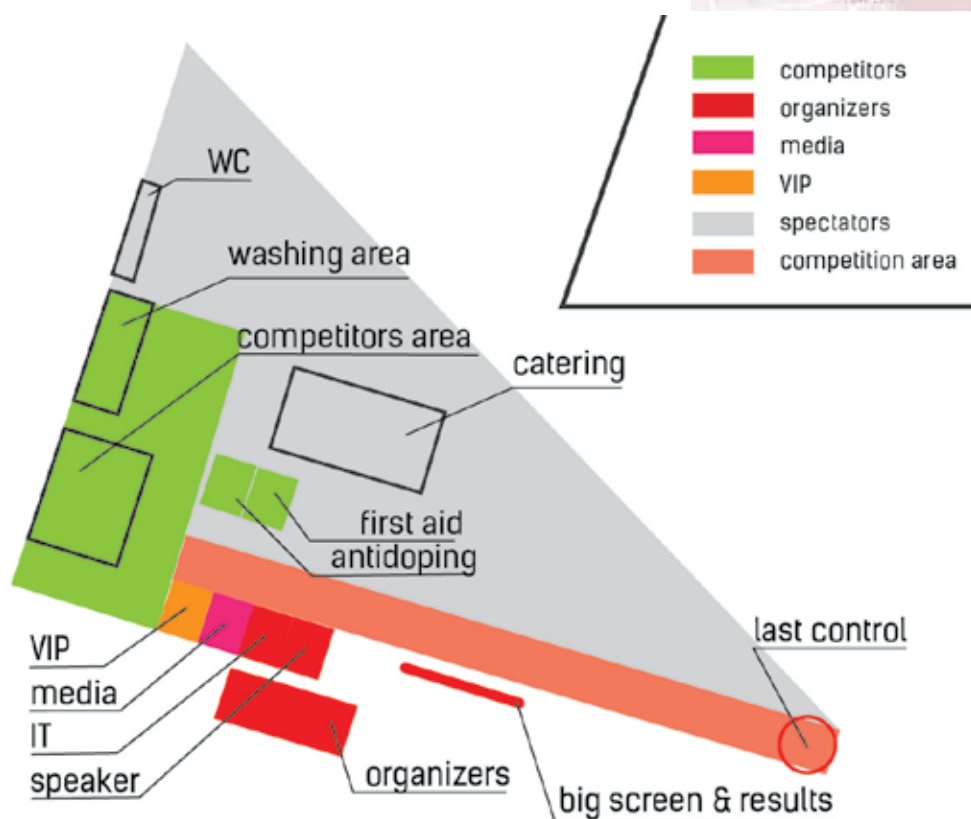 competitors
organizers
media
VIP
spectators
competition area
WC
washing area
competitors area
catering
first aid
antidoping
last control
VIP
media
IT
speaker
organizers
big screen & results